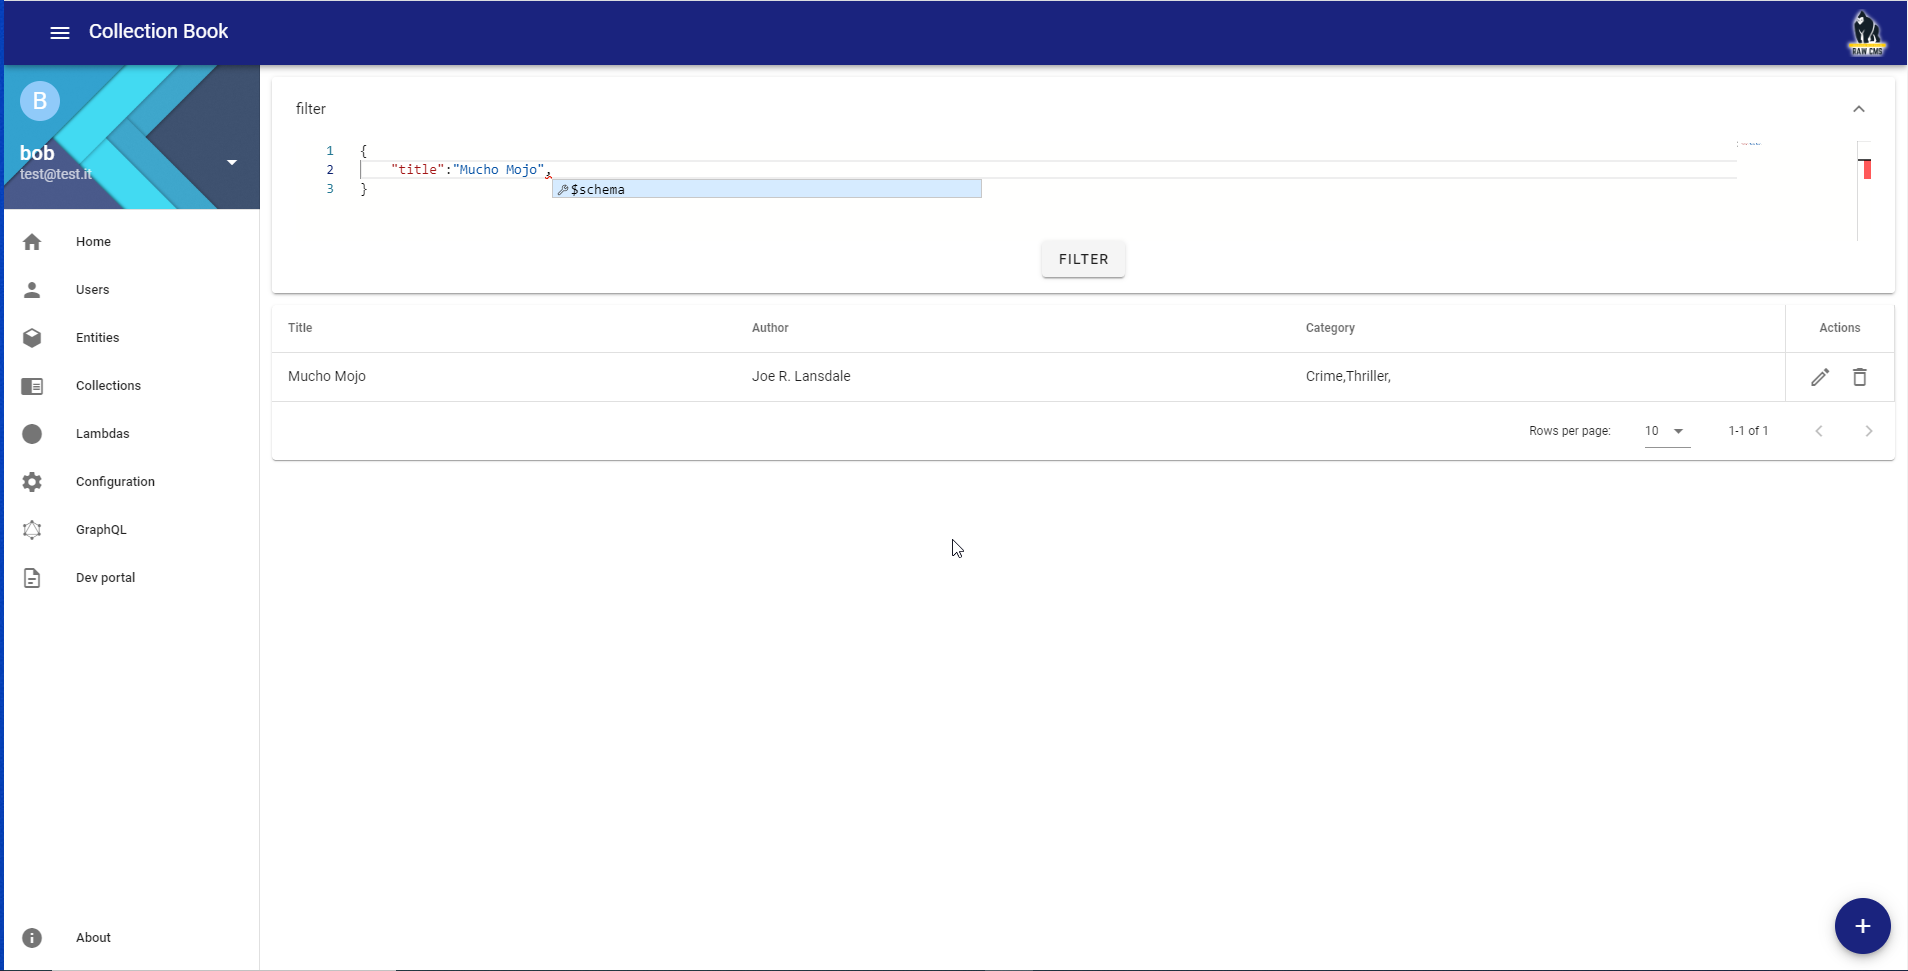 Collection Book
RAW CMS
B
bob
test@test.it
Home
Users
Entities
Collections
Lambdas
Configuration
GraphQL
Dev portal
About
filter
1 {
2 "title":"Mucho Mojo",
3 }
$schema
FILTER
Title Author Category Actions
Mucho Mojo Joe R. Lansdale Crime,Thriller,
Rows per page: 10 1-1 of 1